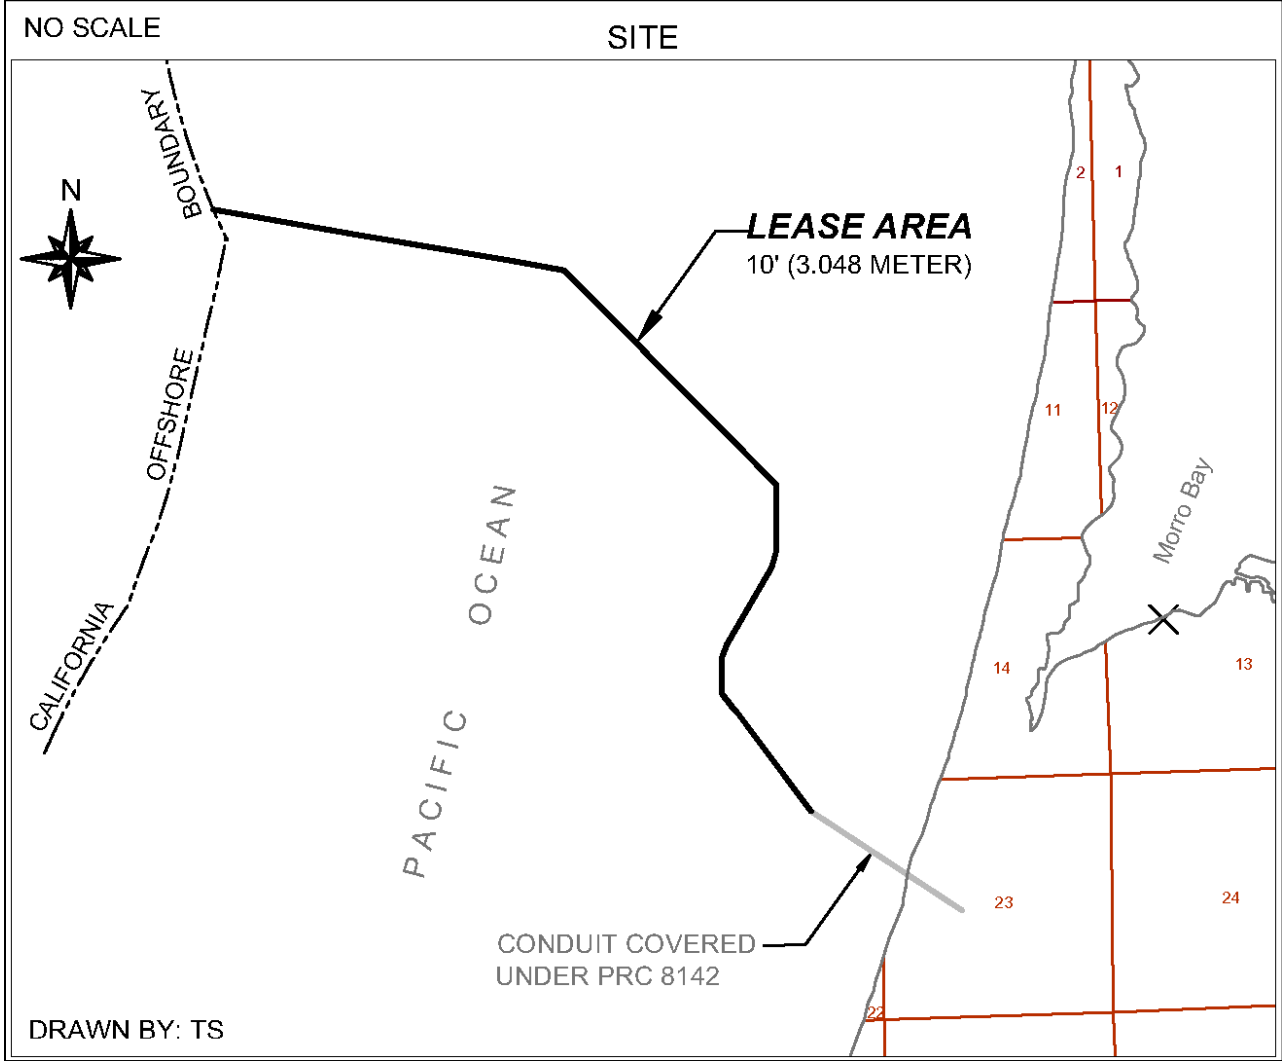 NO SCALE
SITE
BOUNDARY
N
2
1
LEASE AREA
10' (3.048 METER)
OFFSHORE
11
12
Morro Bay
PACIFIC OCEAN
CALIFORNIA
14
13
23
24
CONDUIT COVERED
UNDER PRC 8142
22
DRAWN BY: TS